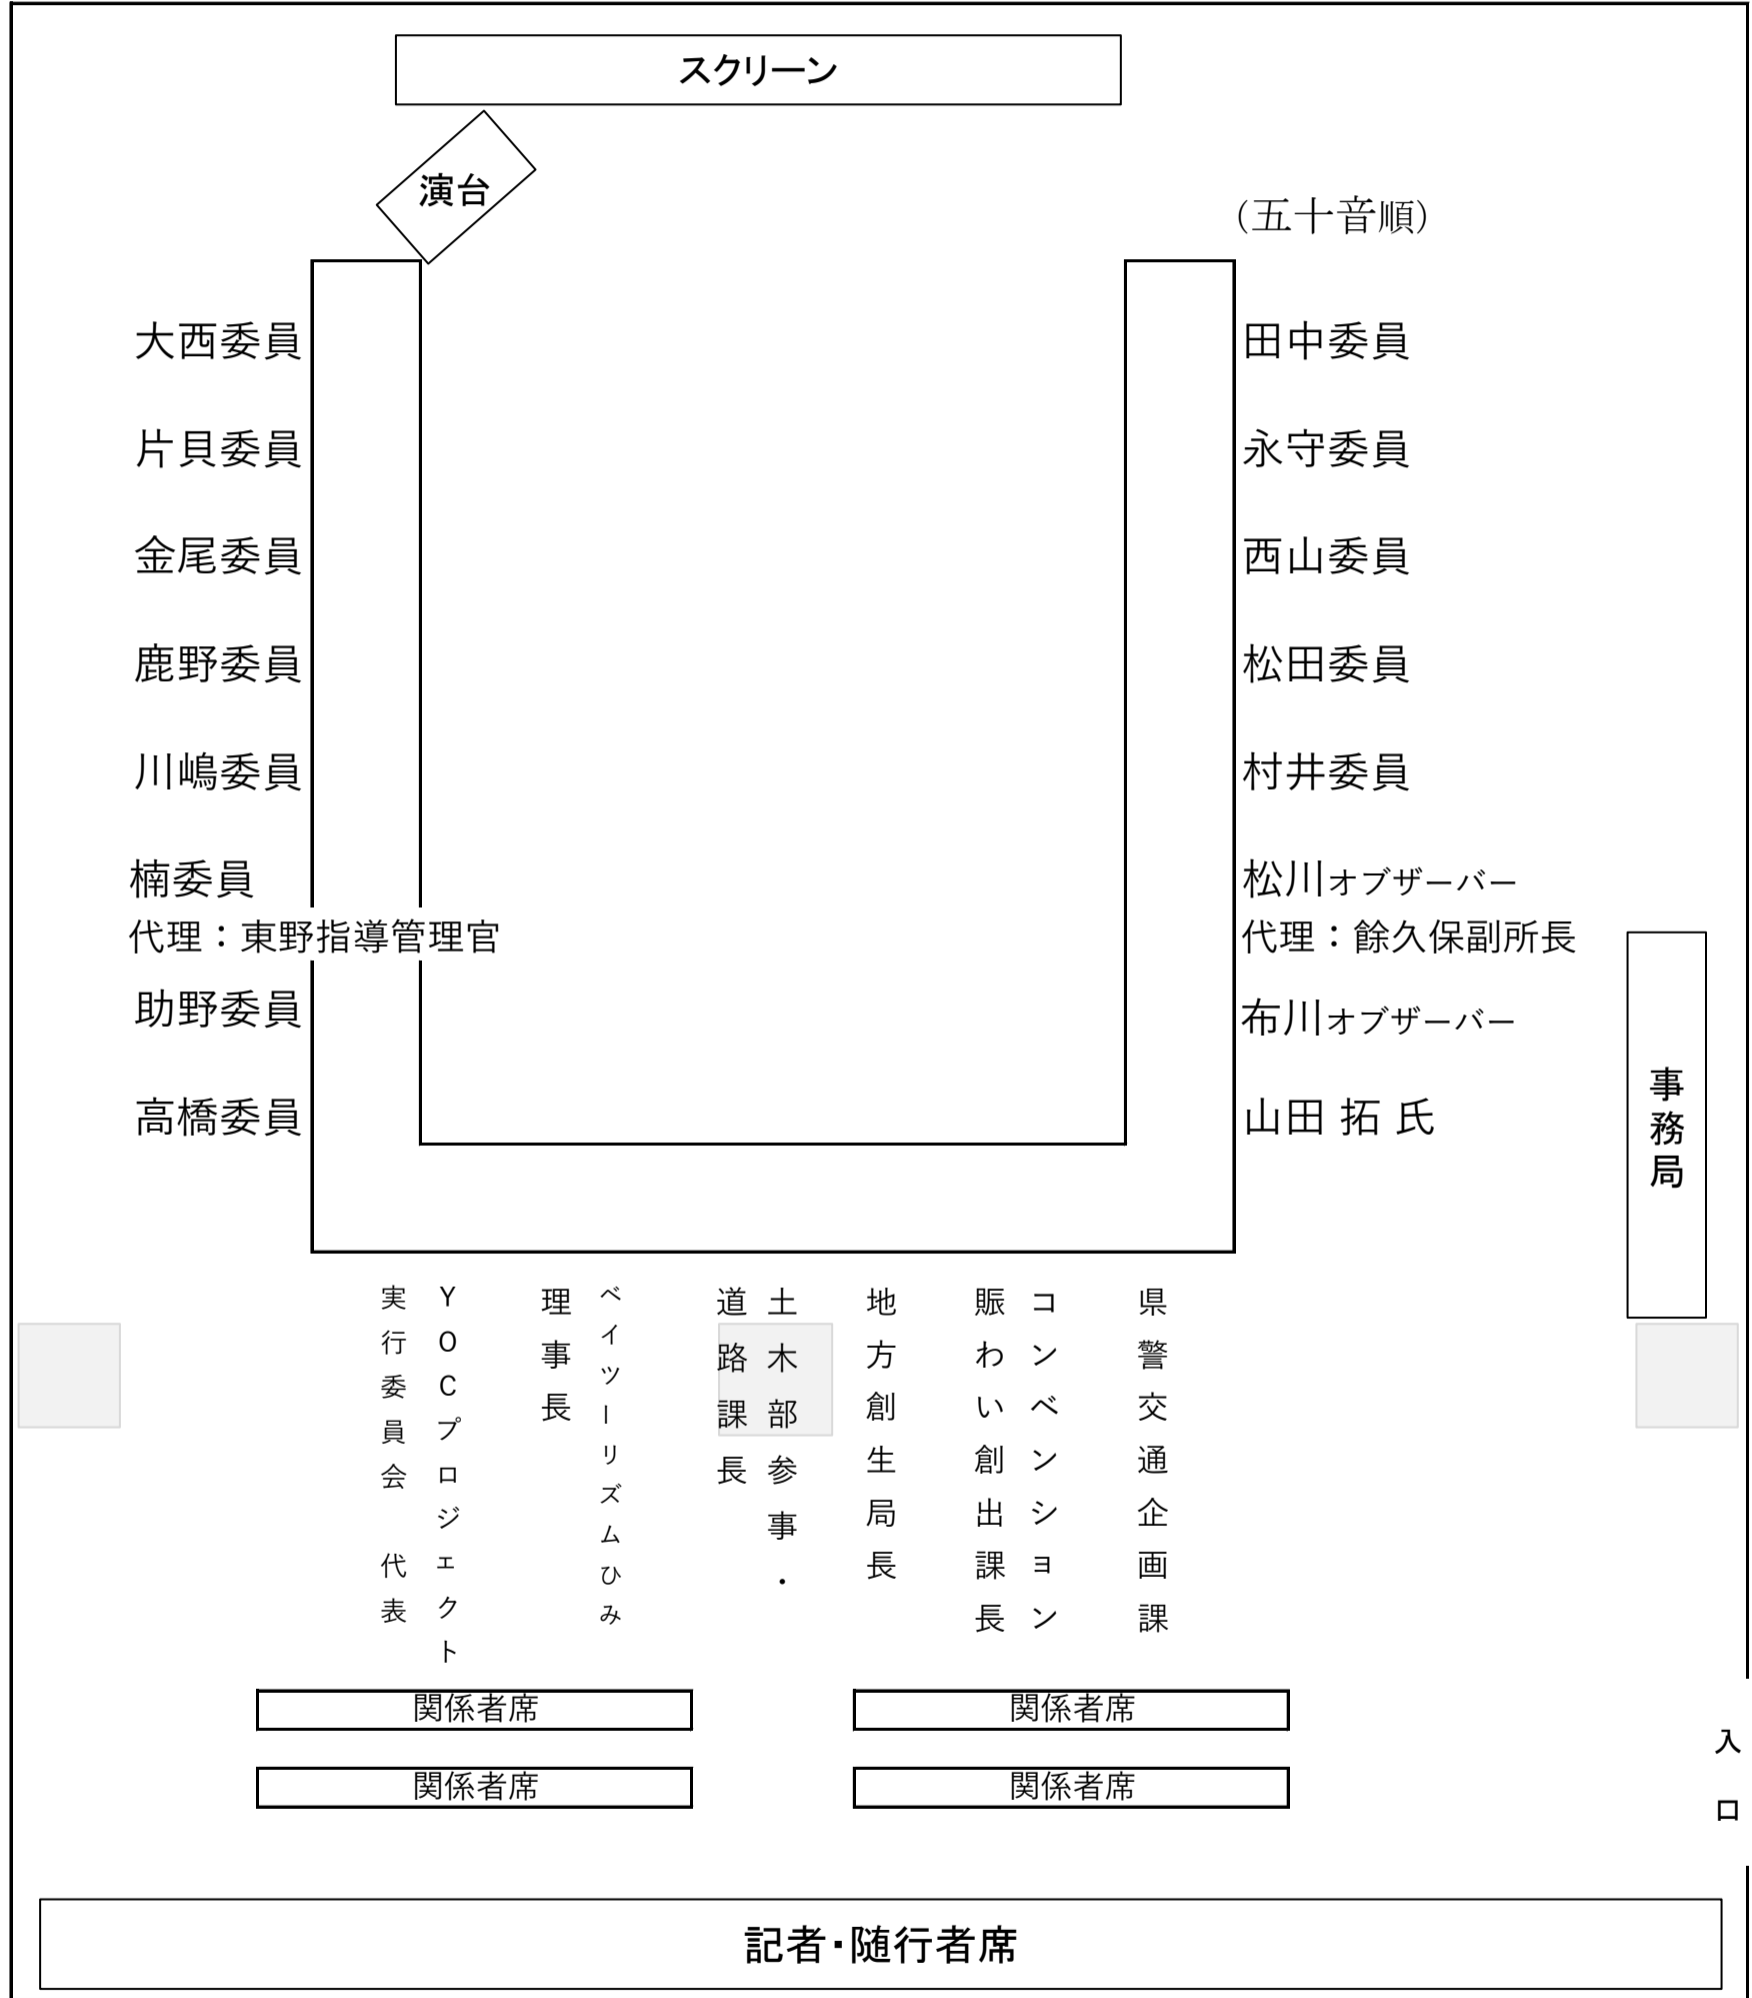 スクリーン
演台
(五十音順)
大西委員
片貝委員
金尾委員
鹿野委員
川嶋委員
楠委員
代理：東野指導管理官
助野委員
高橋委員
田中委員
永守委員
西山委員
松田委員
村井委員
松川オブザーバー
代理：餘久保副所長
布川オブザーバー
山田 拓 氏
事務局
県警交通企画課
コンベンション
賑わい創出課長
地方創生局長
土木部参事・
道路課長
ベイツーリズムひみ
理事長
YOCプロジェクト
実行委員会 代表
関係者席
関係者席
関係者席
関係者席
入口
記者・随行者席